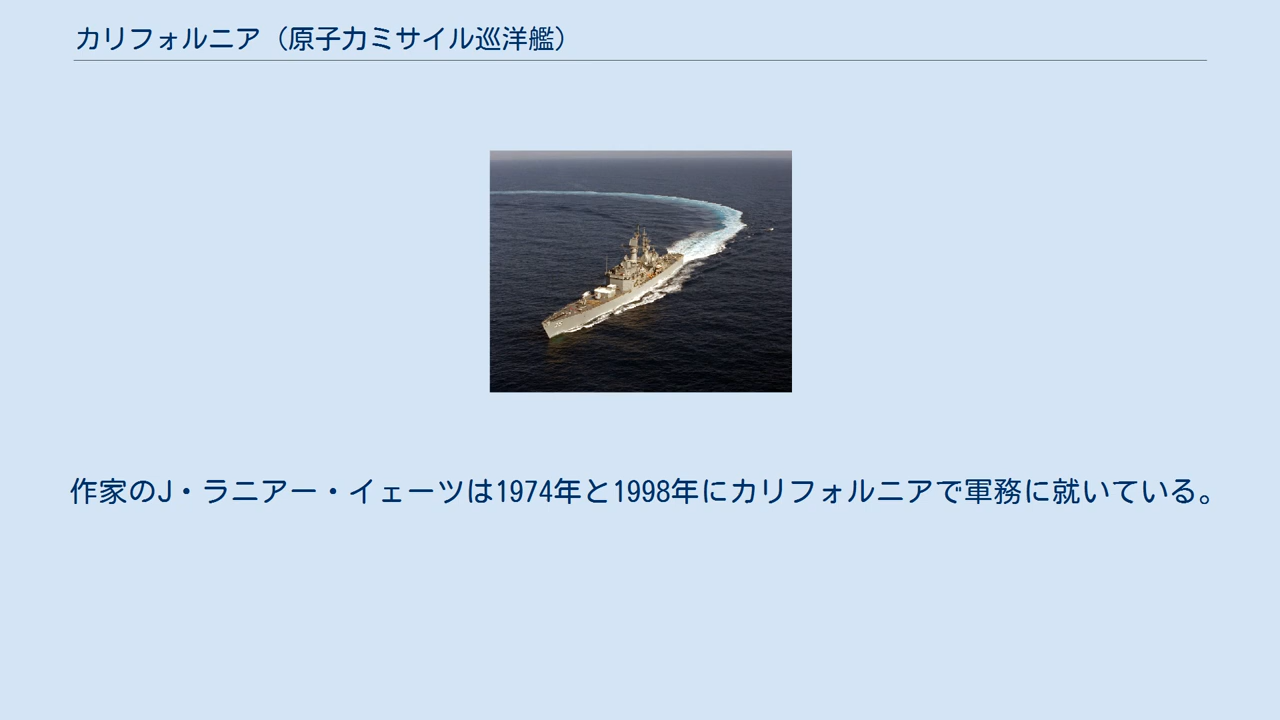 カリフォルニア（原子力ミサイル巡洋艦）
作家のJ・ラニアー・イェーツは1974年と1998年にカリフォルニアで軍務に就いている。